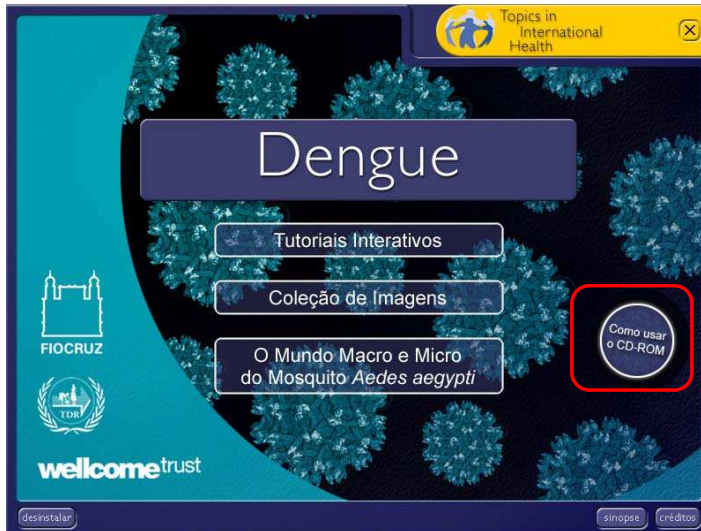 Topics in
International
Health
Dengue
Tutoriais Interativos
Coleção de Imagens
O Mundo Macro e Micro
do Mosquito Aedes aegypti
Como usar
o CD-ROM
FIOCRUZ
TDR
wellcometrust
desinstalar
sinopse
créditos